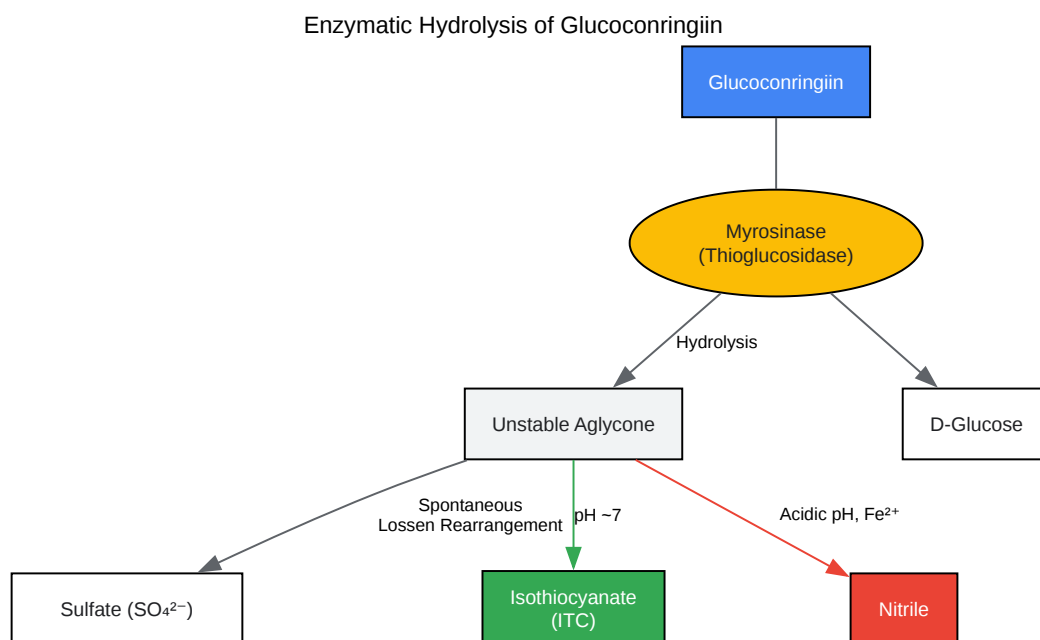 Enzymatic Hydrolysis of Glucoconringiin
Glucoconringiin
Myrosinase
(Thioglucosidase)
Hydrolysis
Unstable Aglycone
D-Glucose
Spontaneous
Lossen Rearrangement
pH ~7
Acidic pH, Fe²⁺
Sulfate (SO₄²⁻)
Isothiocyanate
(ITC)
Nitrile